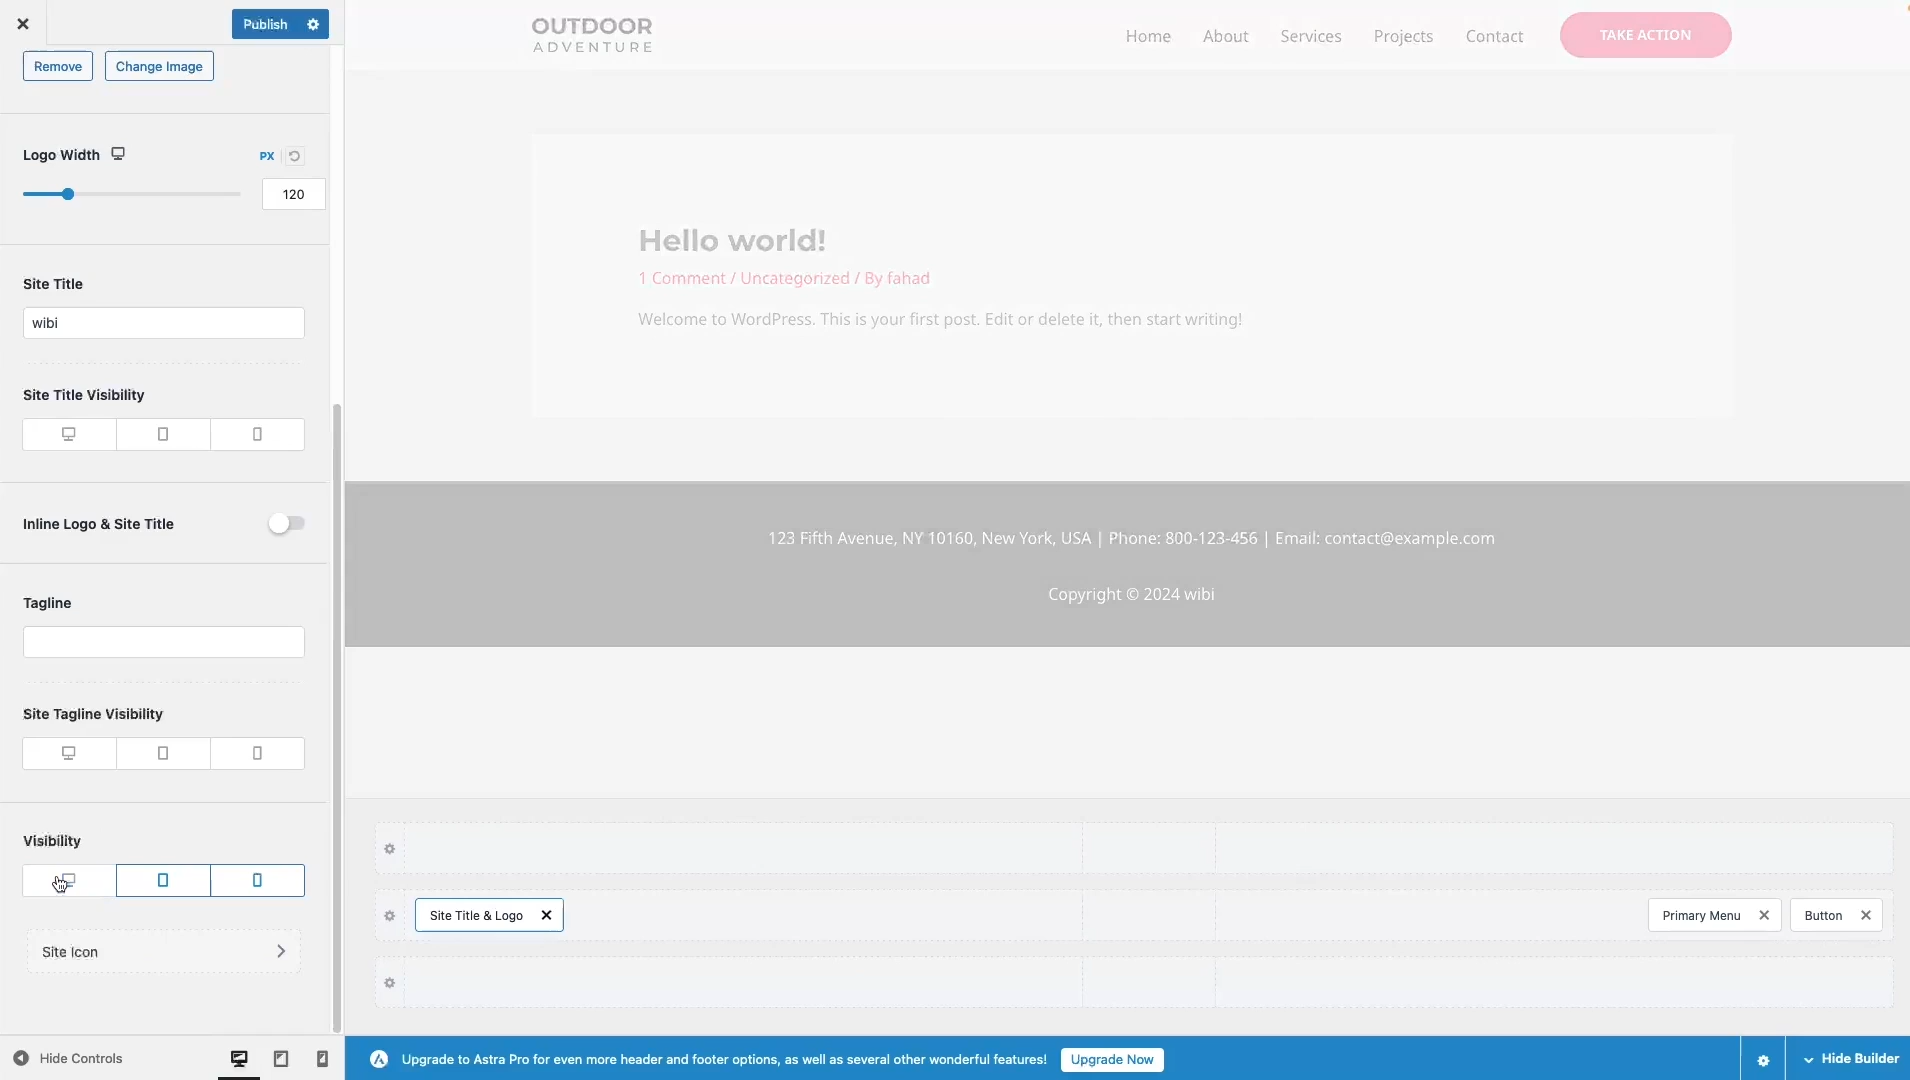 Publish
Remove
Change Image
Logo Width
PX
120
Site Title
wibi
Site Title Visibility
Inline Logo & Site Title
Tagline
Site Tagline Visibility
Visibility
Site Icon
Hide Controls
OUTDOOR
ADVENTURE
Home
About
Services
Projects
Contact
TAKE ACTION
Hello world!
1 Comment / Uncategorized / By fahad
Welcome to WordPress. This is your first post. Edit or delete it, then start writing!
123 Fifth Avenue, NY 10160, New York, USA | Phone: 800-123-456 | Email: contact@example.com
Copyright © 2024 wibi
Site Title & Logo
Primary Menu
Button
Upgrade to Astra Pro for even more header and footer options, as well as several other wonderful features!
Upgrade Now
Hide Builder